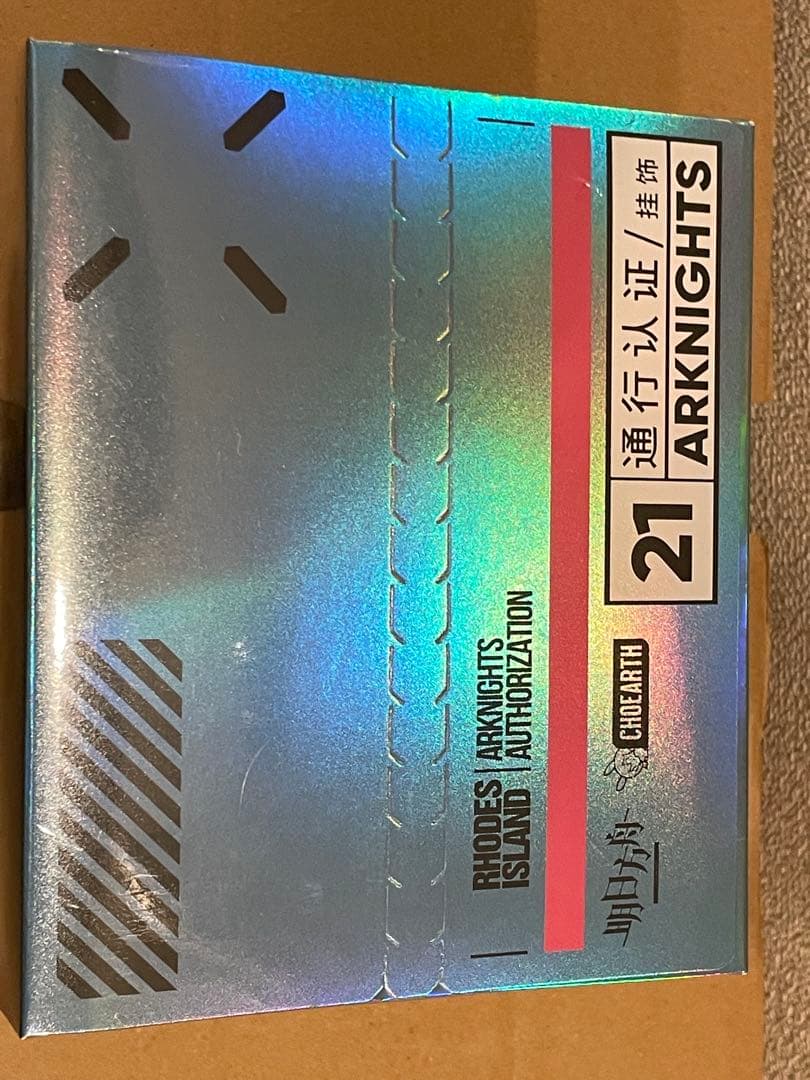 RHODES ISLAND
ARKNIGHTS AUTHORIZATION
明日方舟
CHOEARTH
21
通行认证/挂饰
ARKNIGHTS